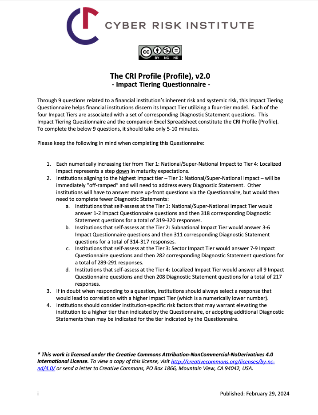 CYBER RISK INSTITUTE
BY NC ND
The CRI Profile (Profile), v2.0
- Impact Tiering Questionnaire -
Through 9 questions related to a financial institution's inherent risk and systemic risk, this Impact Tiering
Questionnaire helps financial institutions discern its Impact Tier utilizing a four-tier model. Each of the
four Impact Tiers are associated with a set of corresponding Diagnostic Statement questions. This
Impact Tiering Questionnaire and the companion Excel Spreadsheet constitute the CRI Profile (Profile).
To complete the below 9 questions, it should take only 5-10 minutes.
Please keep the following in mind when completing this Questionnaire:
1. Each numerically increasing tier from Tier 1: National/Super-National Impact to Tier 4: Localized
Impact represents a step down in maturity expectations.
2. Institutions aligning to the highest impact tier – Tier 1: National/Super-National Impact – will be
immediately "off-ramped" and will need to address every Diagnostic Statement. Other
Institutions will have to answer more up-front questions via the Questionnaire, but would then
need to complete fewer Diagnostic Statements:
a. Institutions that self-assess at the Tier 1: National/Super-National Impact Tier would
answer 1-2 Impact Questionnaire questions and then 318 corresponding Diagnostic
Statement questions for a total of 319-320 responses.
b. Institutions that self-assess at the Tier 2: Subnational Impact Tier would answer 3-6
Impact Questionnaire questions and then 311 corresponding Diagnostic Statement
questions for a total of 314-317 responses.
c. Institutions that self-assess at the Tier 3: Sector Impact Tier would answer 7-9 Impact
Questionnaire questions and then 282 corresponding Diagnostic Statement questions for
a total of 289-291 responses.
d. Institutions that self-assess at the Tier 4: Localized Impact Tier would answer all 9 Impact
Questionnaire questions and then 208 Diagnostic Statement questions for a total of 217
responses.
3. If in doubt when responding to a question, institutions should always select a response that
would lead to correlation with a higher Impact Tier (which is a numerically lower number).
4. Institutions should consider institution-specific risk factors that may warrant elevating the
institution to a higher tier than indicated by the Questionnaire, or adopting additional Diagnostic
Statements than may be indicated for the tier indicated by the Questionnaire.
* This work is licensed under the Creative Commons Attribution-NonCommercial-NoDerivatives 4.0
International License. To view a copy of this license, visit http://creativecommons.org/licenses/by-nc-
nd/4.0/ or send a letter to Creative Commons, PO Box 1866, Mountain View, CA 94042, USA.
Published: February 29, 2024